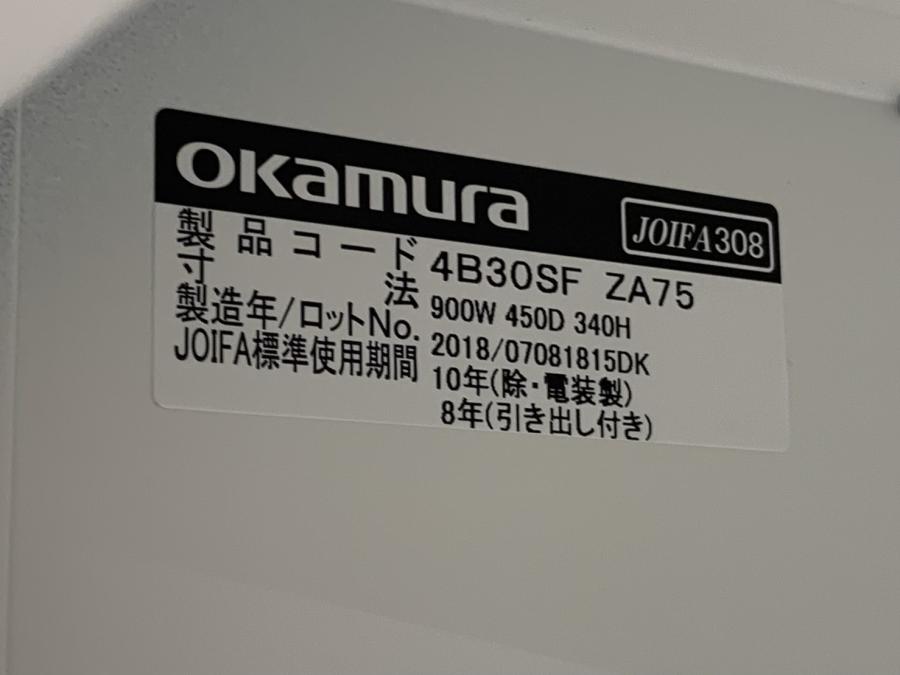 okamura
JOIFA308
製品コード 4B30SF ZA75
寸法 900W 450D 340H
製造年/ロットNo. 2018/07081815DK
JOIFA標準使用期間 10年(除・電装製)
8年(引き出し付き)